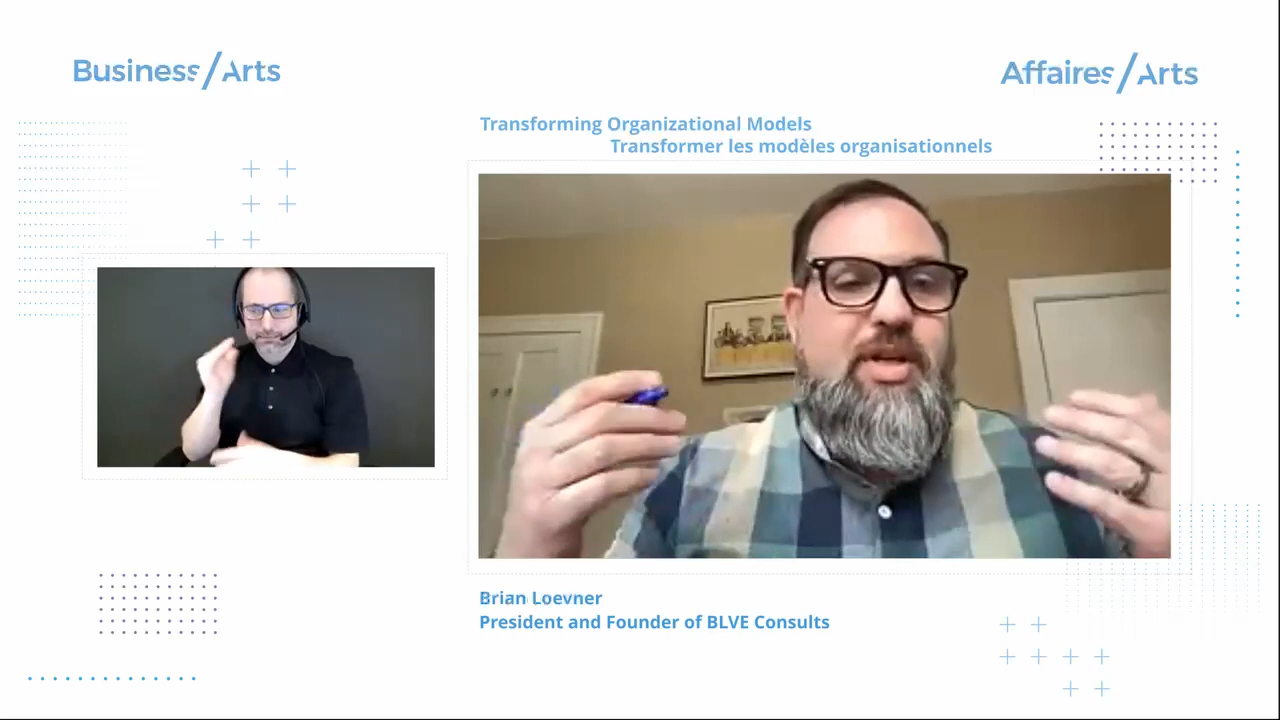 Business/Arts
Affaires/Arts
Transforming Organizational Models
Transformer les modèles organisationnels
Brian Loevner
President and Founder of BLVE Consults